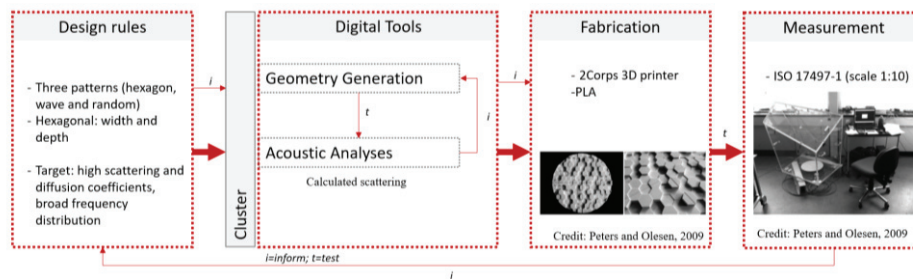 Design rules
- Three patterns (hexagon,
wave and random)
- Hexagonal: width and
depth
- Target: high scattering and
diffusion coefficients,
broad frequency
distribution
i
Cluster
Digital Tools
Geometry Generation
t
i
Acoustic Analyses
Calculated scattering
i
Fabrication
- 2Corps 3D printer
-PLA
Credit: Peters and Olesen, 2009
t
Measurement
- ISO 17497-1 (scale 1:10)
Credit: Peters and Olesen, 2009
i=inform; t=test
i